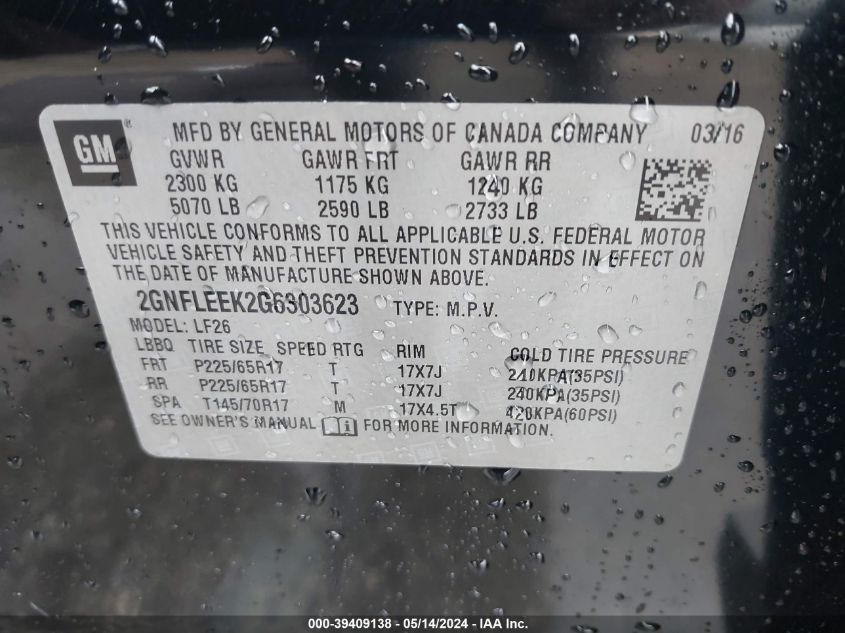 GM
MFD BY GENERAL MOTORS OF CANADA COMPANY 03/16
GVWR GAWR FRT GAWR RR
2300 KG 1175 KG 1240 KG
5070 LB 2590 LB 2733 LB
THIS VEHICLE CONFORMS TO ALL APPLICABLE U.S. FEDERAL MOTOR
VEHICLE SAFETY AND THEFT PREVENTION STANDARDS IN EFFECT ON
THE DATE OF MANUFACTURE SHOWN ABOVE.
2GNFLEEK2G6303623 TYPE: M.P.V.
MODEL: LF26
LBBQ TIRE SIZE SPEED RTG RIM COLD TIRE PRESSURE
FRT P225/65R17 T 17X7J 240KPA(35PSI)
RR P225/65R17 T 17X7J 240KPA(35PSI)
SPA T145/70R17 M 17X4.5T 420KPA(60PSI)
SEE OWNER'S MANUAL FOR MORE INFORMATION.
000-39409138 - 05/14/2024 - IAA Inc.